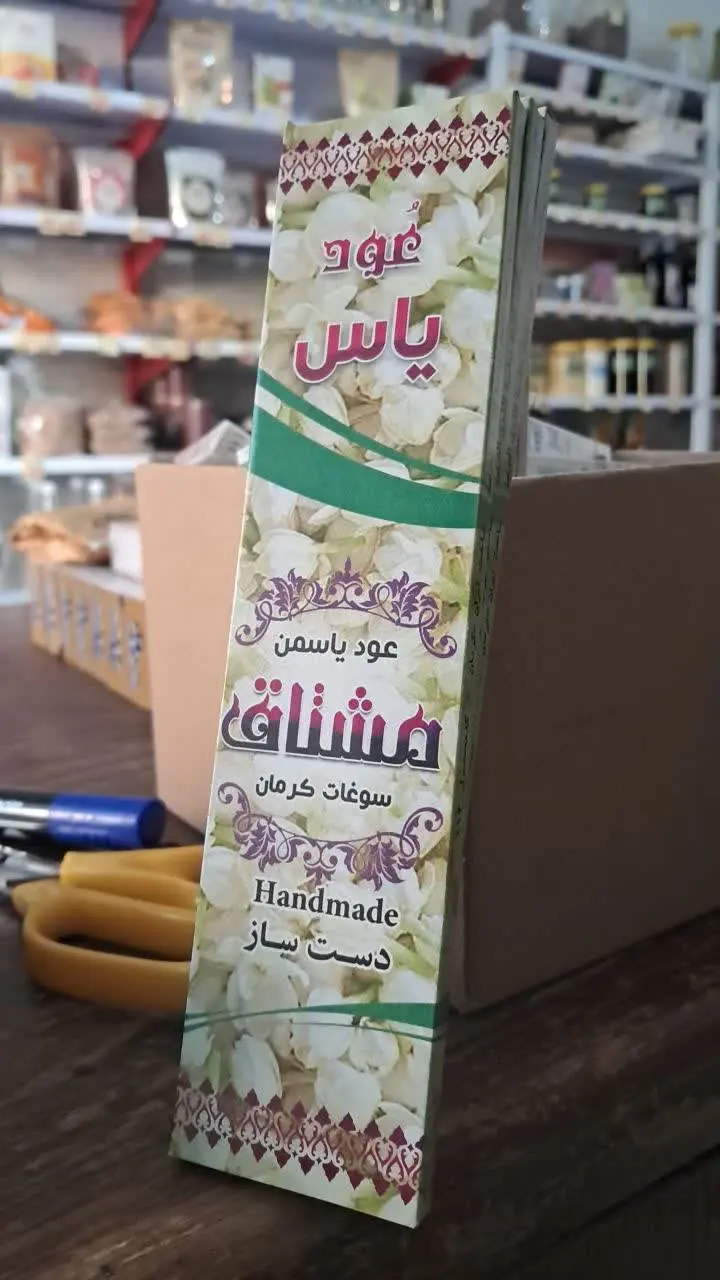 عُود
یاس
عود یاسمن
مشتاق
سوغات کرمان
Handmade
دست ساز